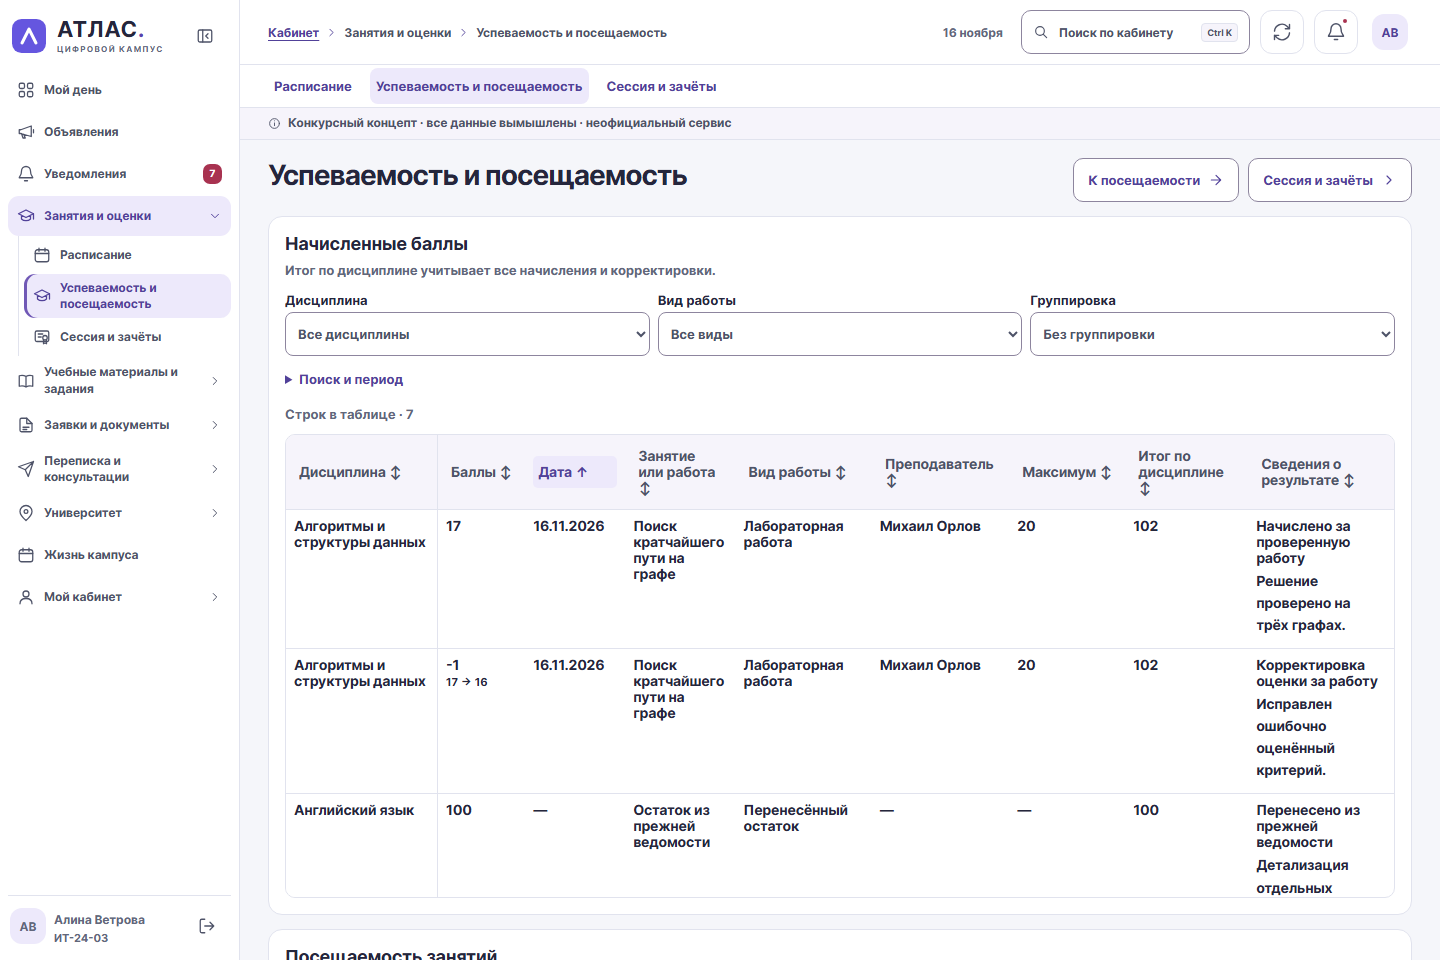 АТЛАС.
ЦИФРОВОЙ КАМПУС
Мой день
Объявления
Уведомления 7
Занятия и оценки
Расписание
Успеваемость и
посещаемость
Сессия и зачёты
Учебные материалы и
задания
Заявки и документы
Переписка и
консультации
Университет
Жизнь кампуса
Мой кабинет
АВ
Алина Ветрова
ИТ-24-03
Кабинет > Занятия и оценки > Успеваемость и посещаемость
16 ноября
Поиск по кабинету Ctrl K
АВ
Расписание Успеваемость и посещаемость Сессия и зачёты
Конкурсный концепт · все данные вымышлены · неофициальный сервис
Успеваемость и посещаемость
К посещаемости →
Сессия и зачёты >
Начисленные баллы
Итог по дисциплине учитывает все начисления и корректировки.
Дисциплина
Все дисциплины
Вид работы
Все виды
Группировка
Без группировки
Поиск и период
Строк в таблице · 7
Дисциплина ↕
Баллы ↕
Дата ↑
Занятие
или работа
↕
Вид работы ↕
Преподаватель
↕
Максимум ↕
Итог по
дисциплине
↕
Сведения о
результате ↕
Алгоритмы и
структуры данных
17
16.11.2026
Поиск
кратчайшего
пути на
графе
Лабораторная
работа
Михаил Орлов
20
102
Начислено за
проверенную
работу
Решение
проверено на
трёх графах.
Алгоритмы и
структуры данных
-1
17 → 16
16.11.2026
Поиск
кратчайшего
пути на
графе
Лабораторная
работа
Михаил Орлов
20
102
Корректировка
оценки за работу
Исправлен
ошибочно
оценённый
критерий.
Английский язык
100
—
Остаток из
прежней
ведомости
Перенесённый
остаток
—
—
100
Перенесено из
прежней
ведомости
Детализация
отдельных
Посещаемость занятий